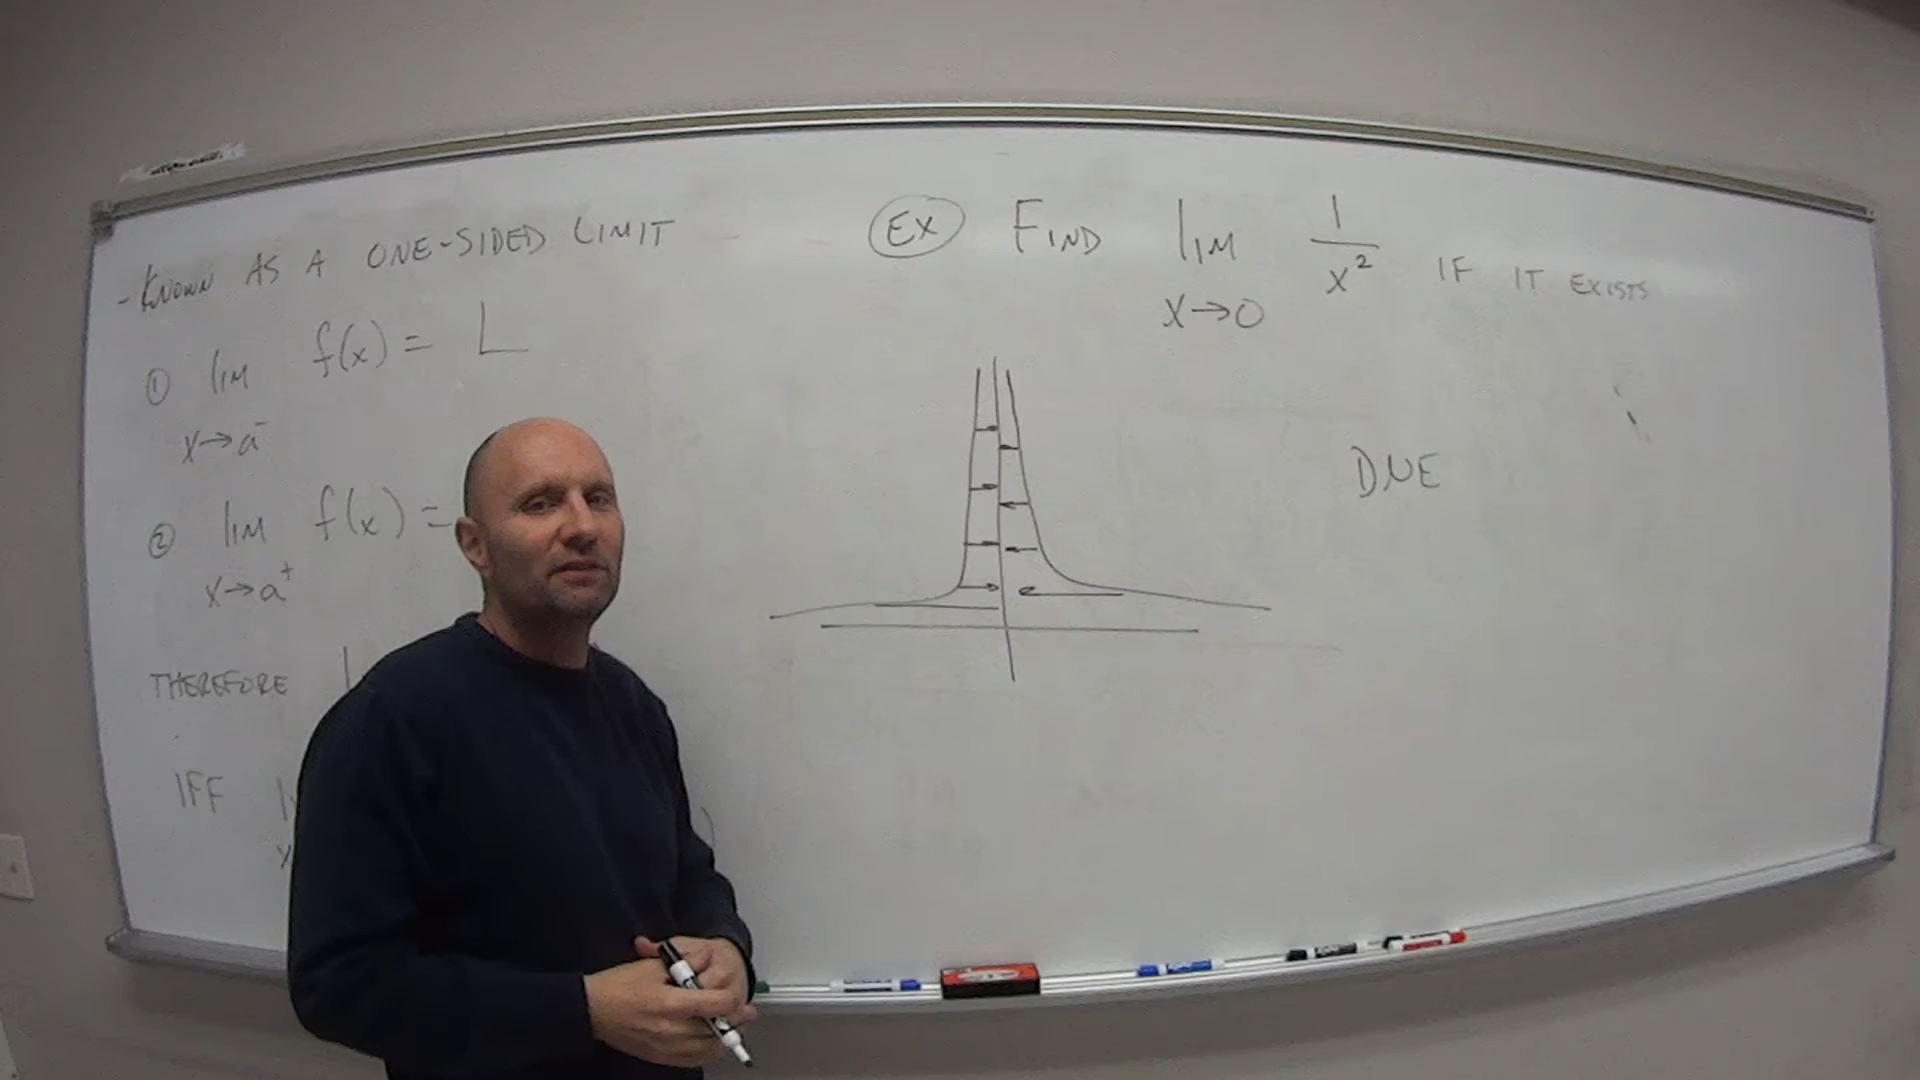 - KNOWN AS A ONE-SIDED LIMIT
① lim f(x) = L
x→a⁻
② lim f(x) =
x→a⁺
THEREFORE
IFF
EX FIND lim 1/x² IF IT EXISTS
x→0
DNE